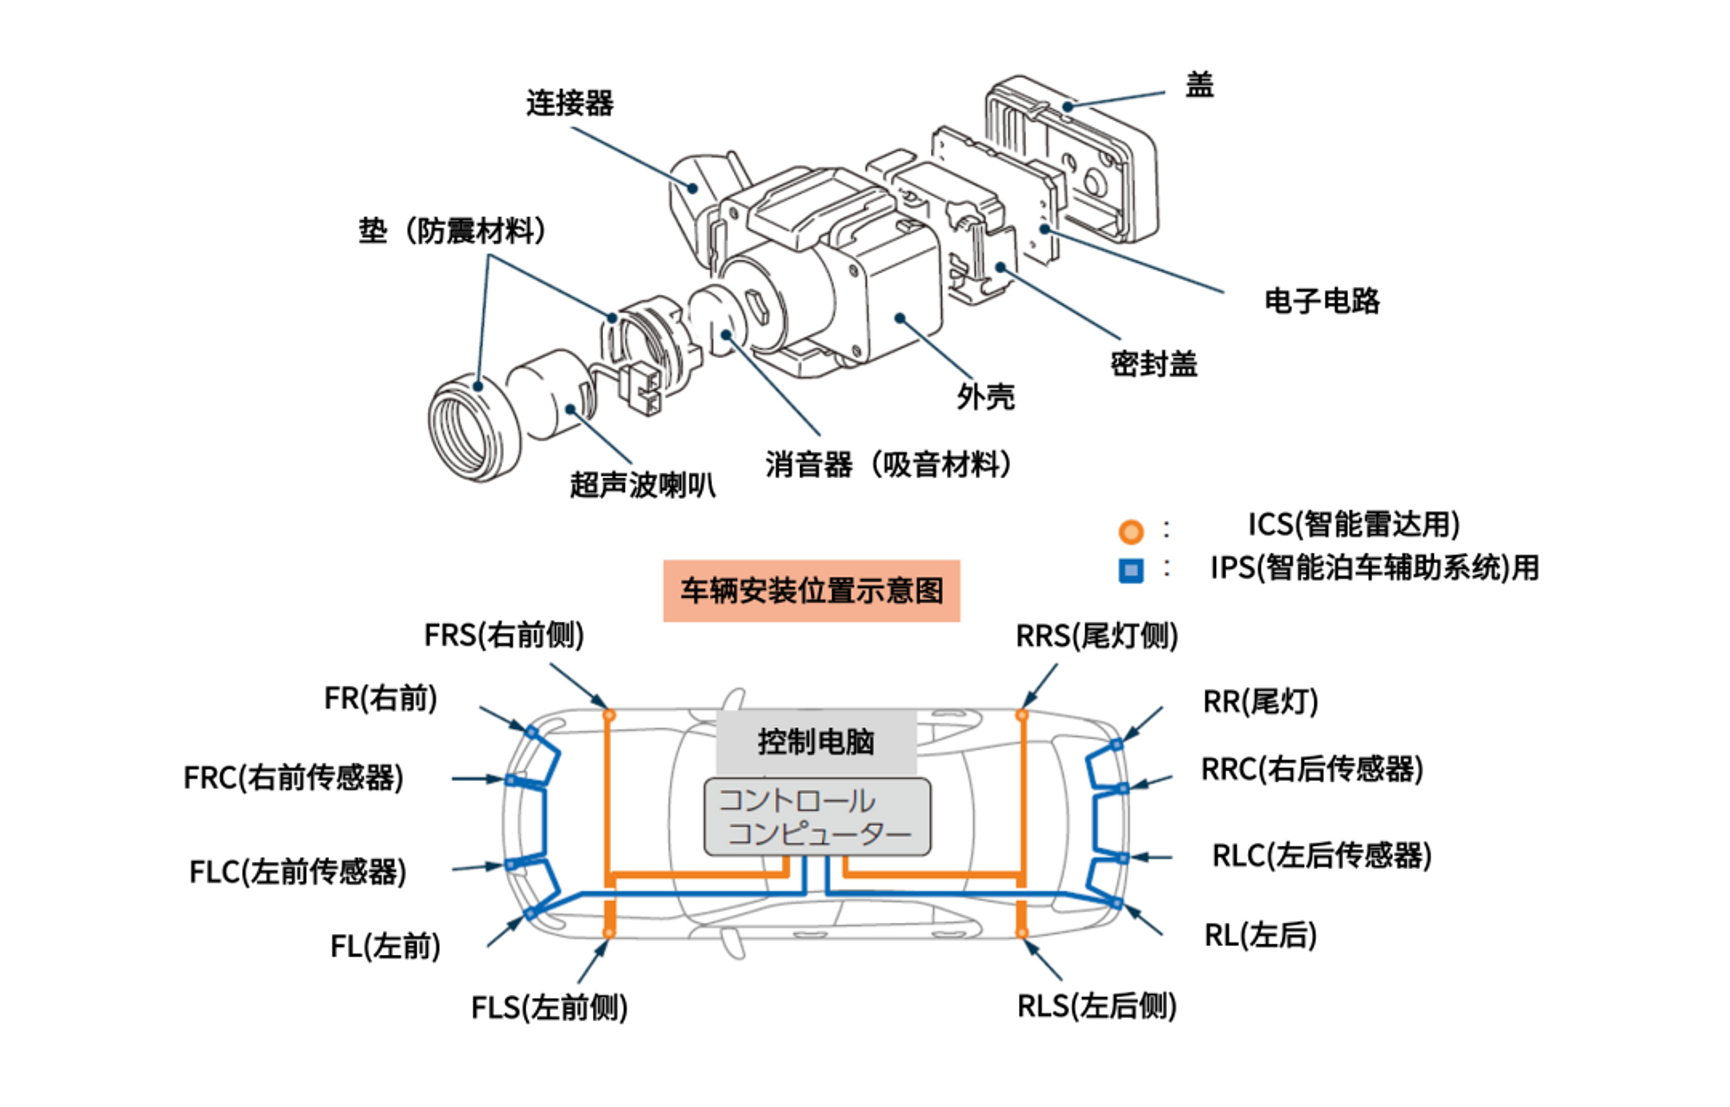 盖
连接器
垫（防震材料）
电子电路
密封盖
外壳
消音器（吸音材料）
超声波喇叭
： ICS(智能雷达用)
： IPS(智能泊车辅助系统)用
车辆安装位置示意图
FRS(右前侧)
RRS(尾灯侧)
FR(右前)
RR(尾灯)
控制电脑
FRC(右前传感器)
RRC(右后传感器)
コントロール
コンピューター
FLC(左前传感器)
RLC(左后传感器)
FL(左前)
RL(左后)
FLS(左前侧)
RLS(左后侧)